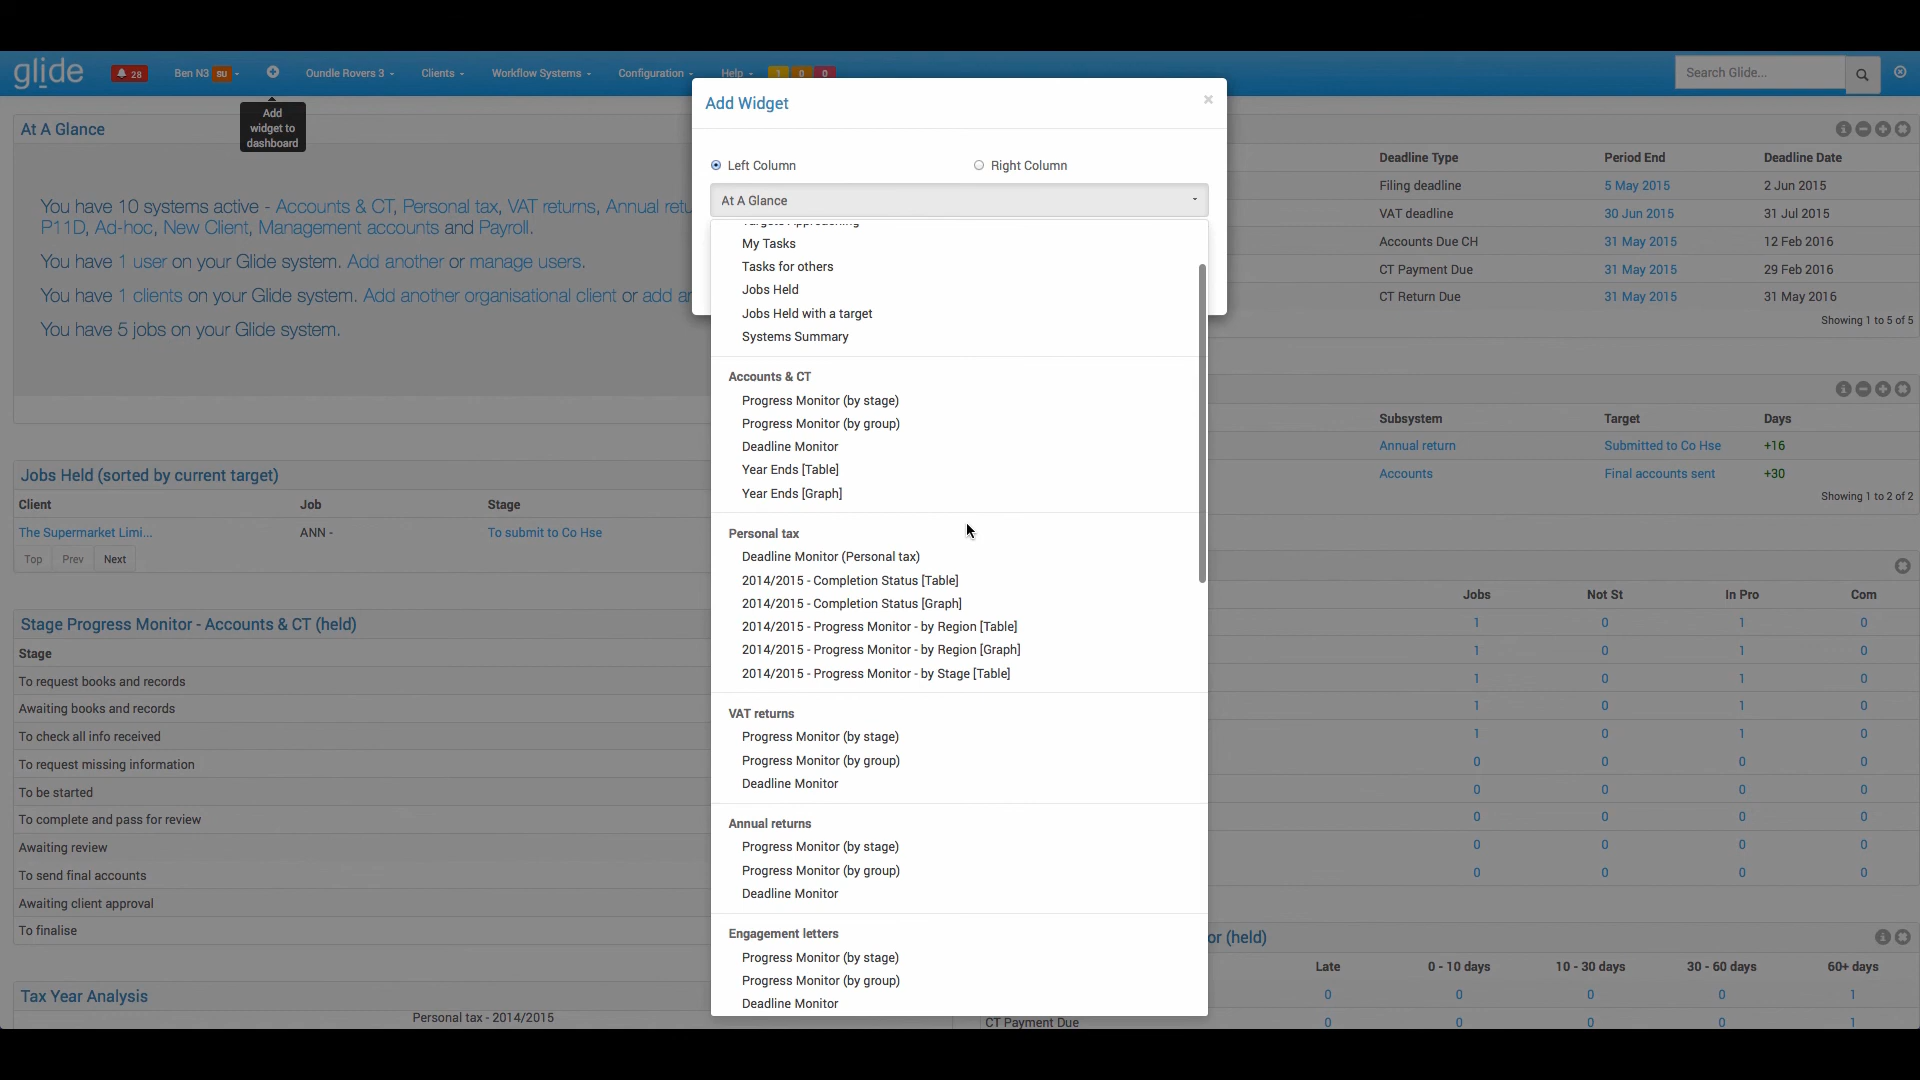 glide
28
Ben N3 SU
Oundle Rovers 3
Clients
Workflow Systems
Configuration
Help
1 0 0
Search Glide...
Add
widget to
dashboard
Add Widget
×
Left Column
Right Column
At A Glance
Targets Approaching
My Tasks
Tasks for others
Jobs Held
Jobs Held with a target
Systems Summary
Accounts & CT
Progress Monitor (by stage)
Progress Monitor (by group)
Deadline Monitor
Year Ends [Table]
Year Ends [Graph]
Personal tax
Deadline Monitor (Personal tax)
2014/2015 - Completion Status [Table]
2014/2015 - Completion Status [Graph]
2014/2015 - Progress Monitor - by Region [Table]
2014/2015 - Progress Monitor - by Region [Graph]
2014/2015 - Progress Monitor - by Stage [Table]
VAT returns
Progress Monitor (by stage)
Progress Monitor (by group)
Deadline Monitor
Annual returns
Progress Monitor (by stage)
Progress Monitor (by group)
Deadline Monitor
Engagement letters
Progress Monitor (by stage)
Progress Monitor (by group)
Deadline Monitor
At A Glance
You have 10 systems active - Accounts & CT, Personal tax, VAT returns, Annual retu
P11D, Ad-hoc, New Client, Management accounts and Payroll.
You have 1 user on your Glide system. Add another or manage users.
You have 1 clients on your Glide system. Add another organisational client or add ar
You have 5 jobs on your Glide system.
Jobs Held (sorted by current target)
Client Job Stage
The Supermarket Limi... ANN - To submit to Co Hse
Top Prev Next
Stage Progress Monitor - Accounts & CT (held)
Stage
To request books and records
Awaiting books and records
To check all info received
To request missing information
To be started
To complete and pass for review
Awaiting review
To send final accounts
Awaiting client approval
To finalise
Tax Year Analysis
Personal tax - 2014/2015
Deadline Type Period End Deadline Date
Filing deadline 5 May 2015 2 Jun 2015
VAT deadline 30 Jun 2015 31 Jul 2015
Accounts Due CH 31 May 2015 12 Feb 2016
CT Payment Due 31 May 2015 29 Feb 2016
CT Return Due 31 May 2015 31 May 2016
Showing 1 to 5 of 5
Subsystem Target Days
Annual return Submitted to Co Hse +16
Accounts Final accounts sent +30
Showing 1 to 2 of 2
Jobs Not St In Pro Com
1 0 1 0
1 0 1 0
1 0 1 0
1 0 1 0
1 0 1 0
0 0 0 0
0 0 0 0
0 0 0 0
0 0 0 0
0 0 0 0
or (held)
Late 0 - 10 days 10 - 30 days 30 - 60 days 60+ days
0 0 0 0 1
CT Payment Due 0 0 0 0 1